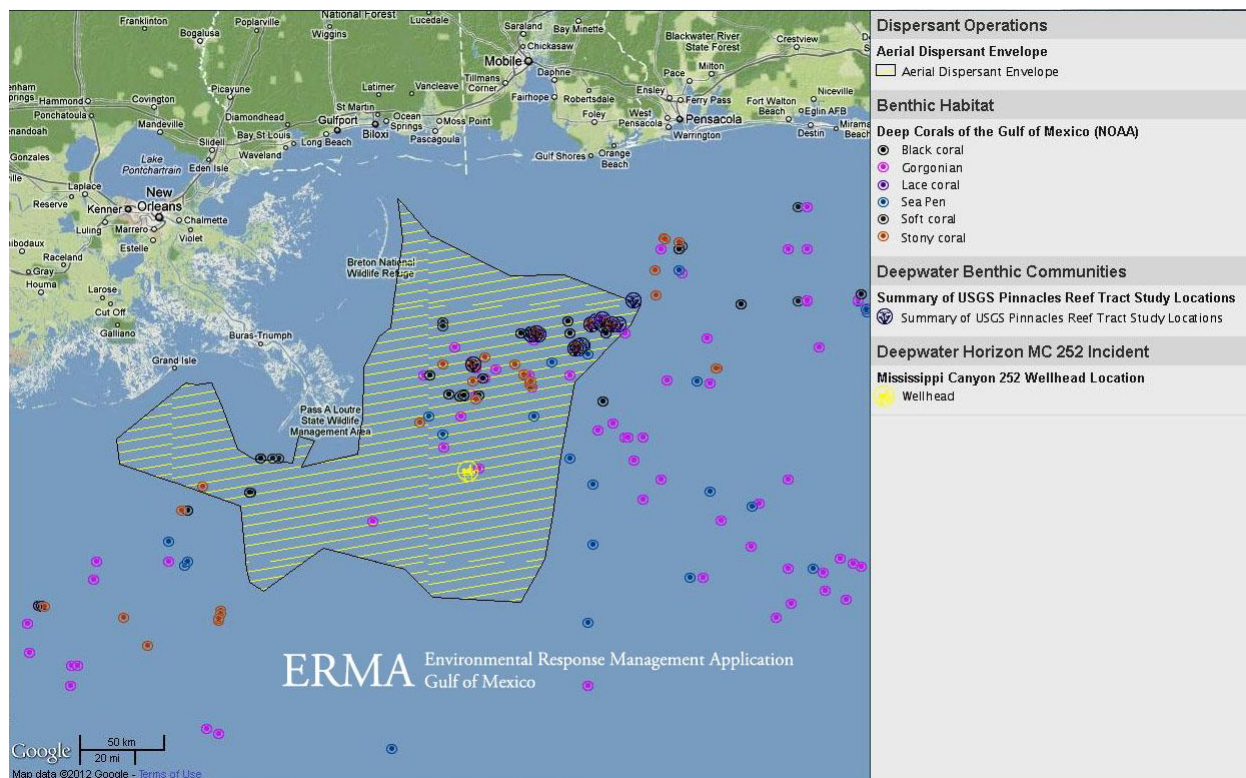 Franklinton
Poplarville
National Forest
Lucedale
Saraland
Bay Minette
Bogalusa
Wiggins
Chickasaw
Blackwater River
State Forest
Crestview
Mobile
Denham
Springs
Hammond
Covington
Picayune
Latimer
Vancleave
Tillmans
Corner
Daphne
Pace
Milton
Niceville
Ponchatoula
Mandeville
Diamondhead
St Martin
Ocean
Springs
Moss Point
Fairhope
Robertsdale
Ensley
Ferry Pass
Fort Walton
Beach
Eglin AFB
Slidell
Bay St Louis
Gulfport
Biloxi
Pascagoula
Foley
West
Pensacola
Pensacola
Warrington
Destin
Miramar
Beach
Waveland
Long Beach
Gulf Shores
Orange
Beach
Gonzales
Lake
Pontchartrain
Eden Isle
Laplace
Reserve
Kenner
New
Orleans
Luling
Marrero
Estelle
Chalmette
Violet
Thibodaux
Raceland
Gray
Houma
Larose
Cut Off
Galliano
Breton National
Wildlife Refuge
Buras-Triumph
Grand Isle
Pass A Loutre
State Wildlife
Management Area
ERMA
Environmental Response Management Application
Gulf of Mexico
Google
50 km
20 mi
Map data ©2012 Google - Terms of Use
Dispersant Operations
Aerial Dispersant Envelope
Aerial Dispersant Envelope
Benthic Habitat
Deep Corals of the Gulf of Mexico (NOAA)
Black coral
Gorgonian
Lace coral
Sea Pen
Soft coral
Stony coral
Deepwater Benthic Communities
Summary of USGS Pinnacles Reef Tract Study Locations
Summary of USGS Pinnacles Reef Tract Study Locations
Deepwater Horizon MC 252 Incident
Mississippi Canyon 252 Wellhead Location
Wellhead